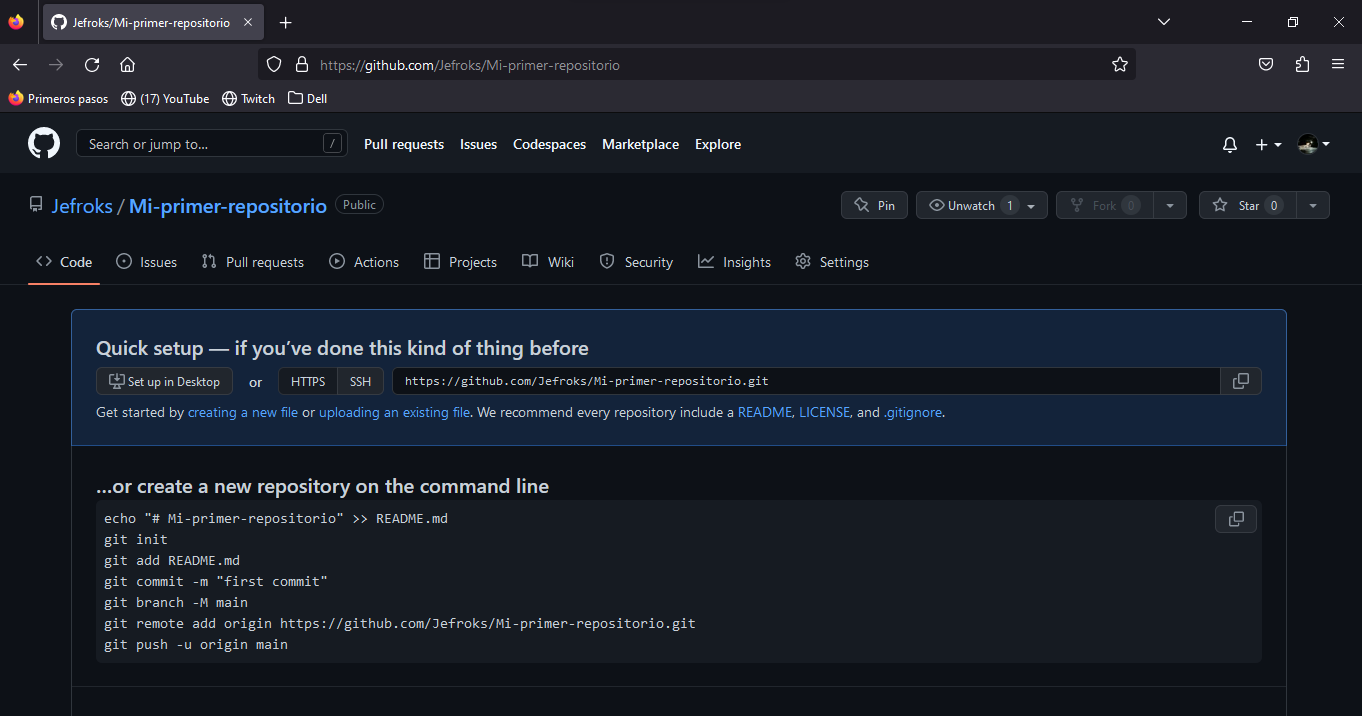 Jefroks/Mi-primer-repositorio
https://github.com/Jefroks/Mi-primer-repositorio
Primeros pasos (17) YouTube Twitch Dell
Search or jump to... / Pull requests Issues Codespaces Marketplace Explore
Jefroks / Mi-primer-repositorio Public Pin Unwatch 1 Fork 0 Star 0
Code Issues Pull requests Actions Projects Wiki Security Insights Settings
Quick setup — if you’ve done this kind of thing before
Set up in Desktop or HTTPS SSH https://github.com/Jefroks/Mi-primer-repositorio.git
Get started by creating a new file or uploading an existing file. We recommend every repository include a README, LICENSE, and .gitignore.
…or create a new repository on the command line
echo "# Mi-primer-repositorio" >> README.md
git init
git add README.md
git commit -m "first commit"
git branch -M main
git remote add origin https://github.com/Jefroks/Mi-primer-repositorio.git
git push -u origin main